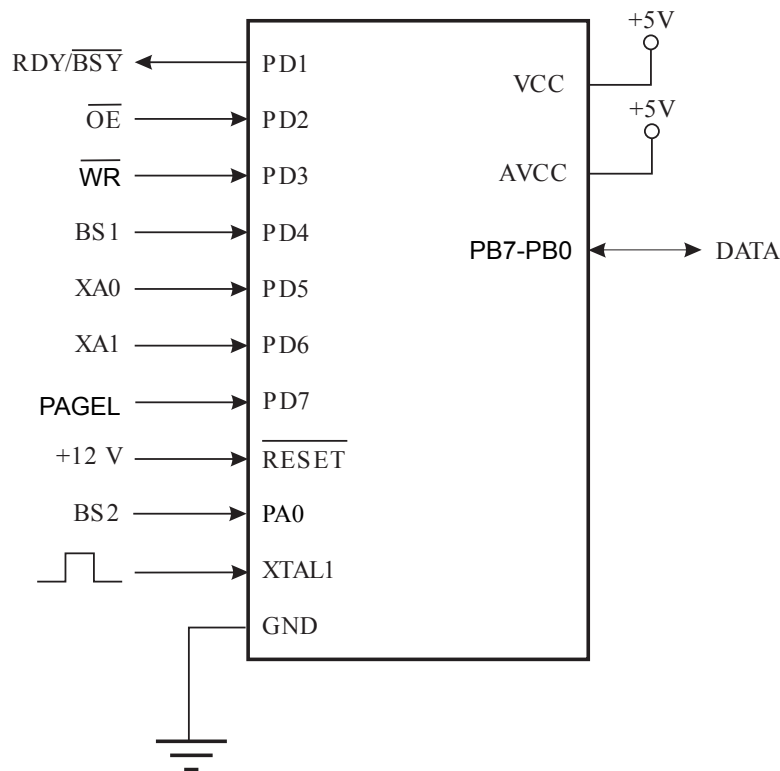 +5V
RDY/BSY
PD1
VCC
OE
PD2
+5V
WR
PD3
AVCC
BS1
PD4
PB7-PB0
DATA
XA0
PD5
XA1
PD6
PAGEL
PD7
+12 V
RESET
BS2
PA0
XTAL1
GND